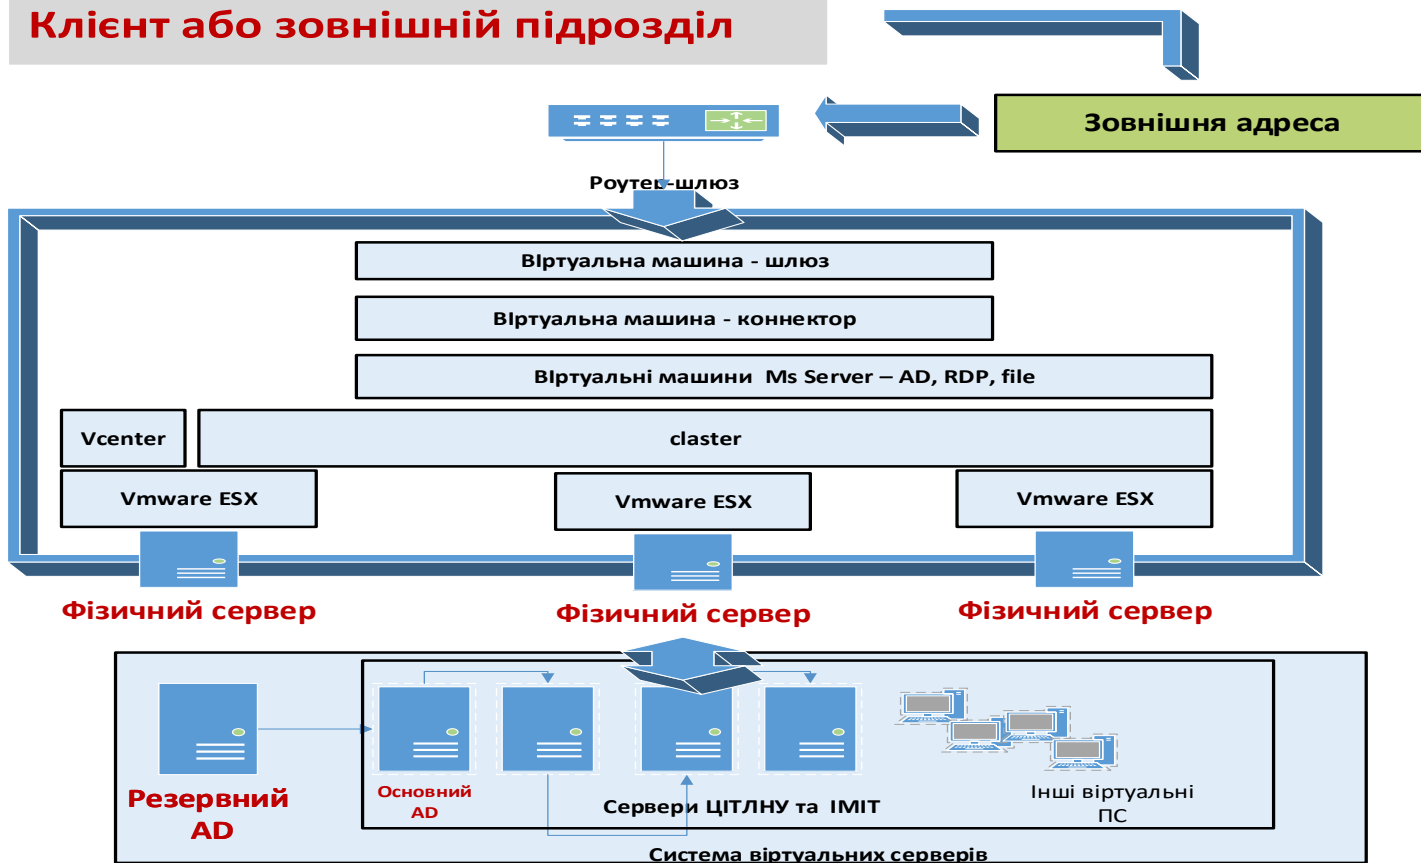 Клієнт або зовнішній підрозділ
Зовнішня адреса
Роутер-шлюз
ВІртуальна машина - шлюз
ВІртуальна машина - коннектор
ВІртуальні машини Ms Server – AD, RDP, file
Vcenter
claster
Vmware ESX
Vmware ESX
Vmware ESX
Фізичний сервер
Фізичний сервер
Фізичний сервер
Резервний
AD
Основний
AD
Сервери ЦІТЛНУ та ІМІТ
Інші віртуальні
ПС
Система віртуальних серверів